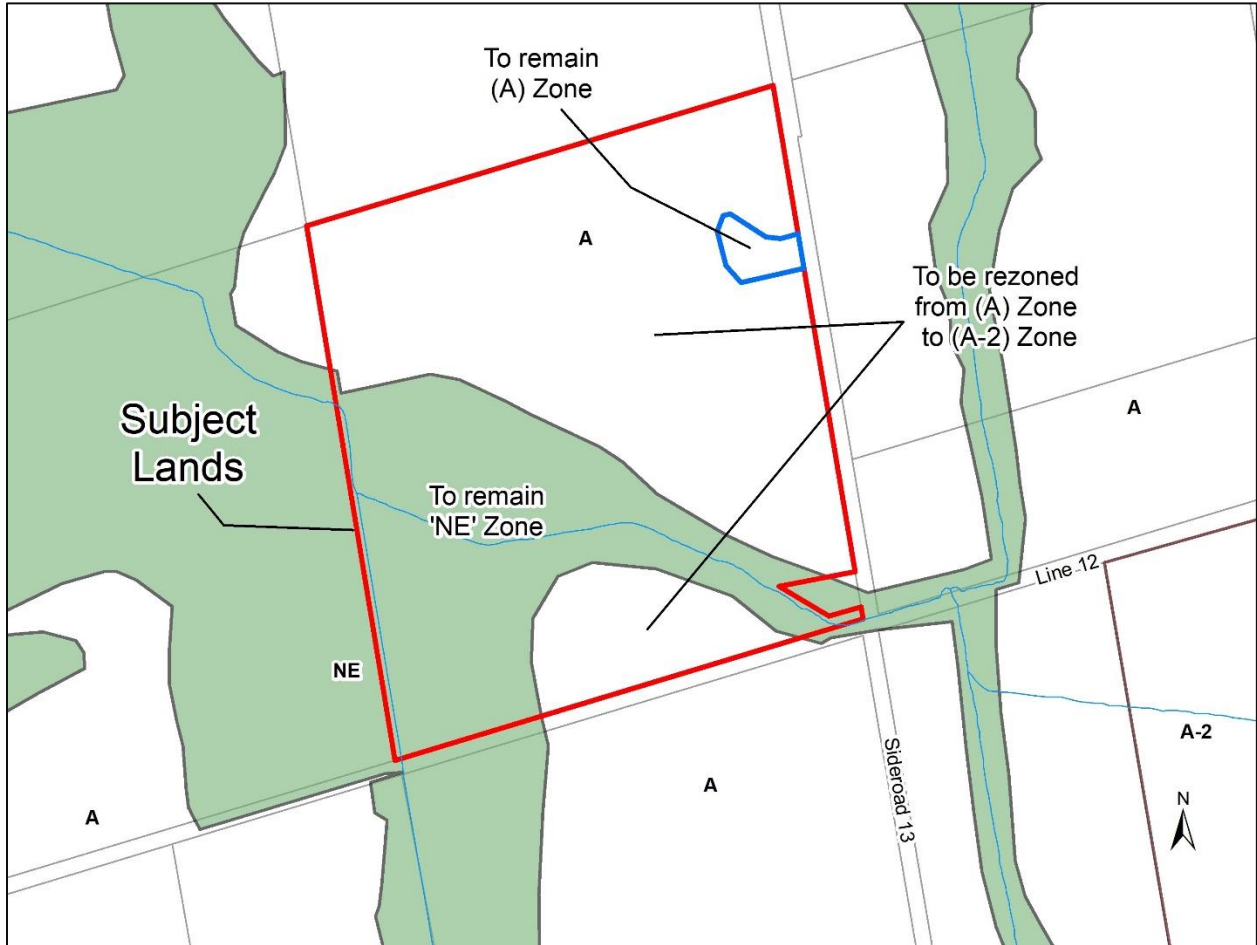 To remain
(A) Zone
A
To be rezoned
from (A) Zone
to (A-2) Zone
A
Subject
Lands
To remain
'NE' Zone
Line 12
NE
A-2
Sideroad 13
A
A
N